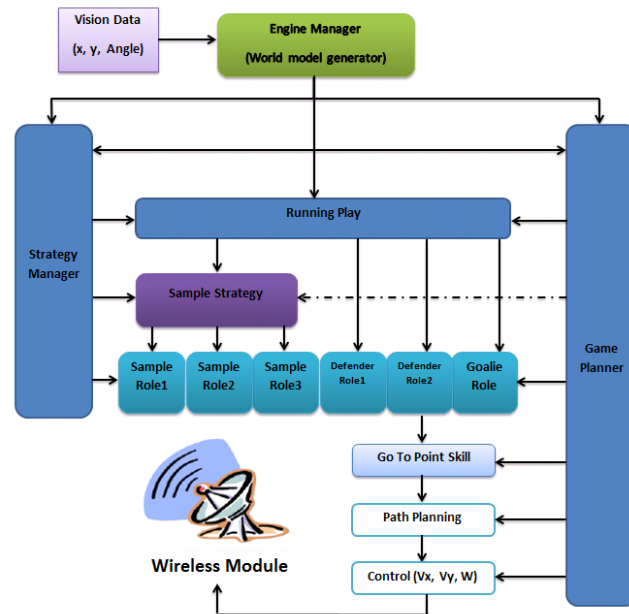 Vision Data
(x, y, Angle)
Engine Manager
(World model generator)
Running Play
Strategy
Manager
Sample Strategy
Game
Planner
Sample
Role1
Sample
Role2
Sample
Role3
Defender
Role1
Defender
Role2
Goalie
Role
Go To Point Skill
Path Planning
Wireless Module
Control (Vx, Vy, W)